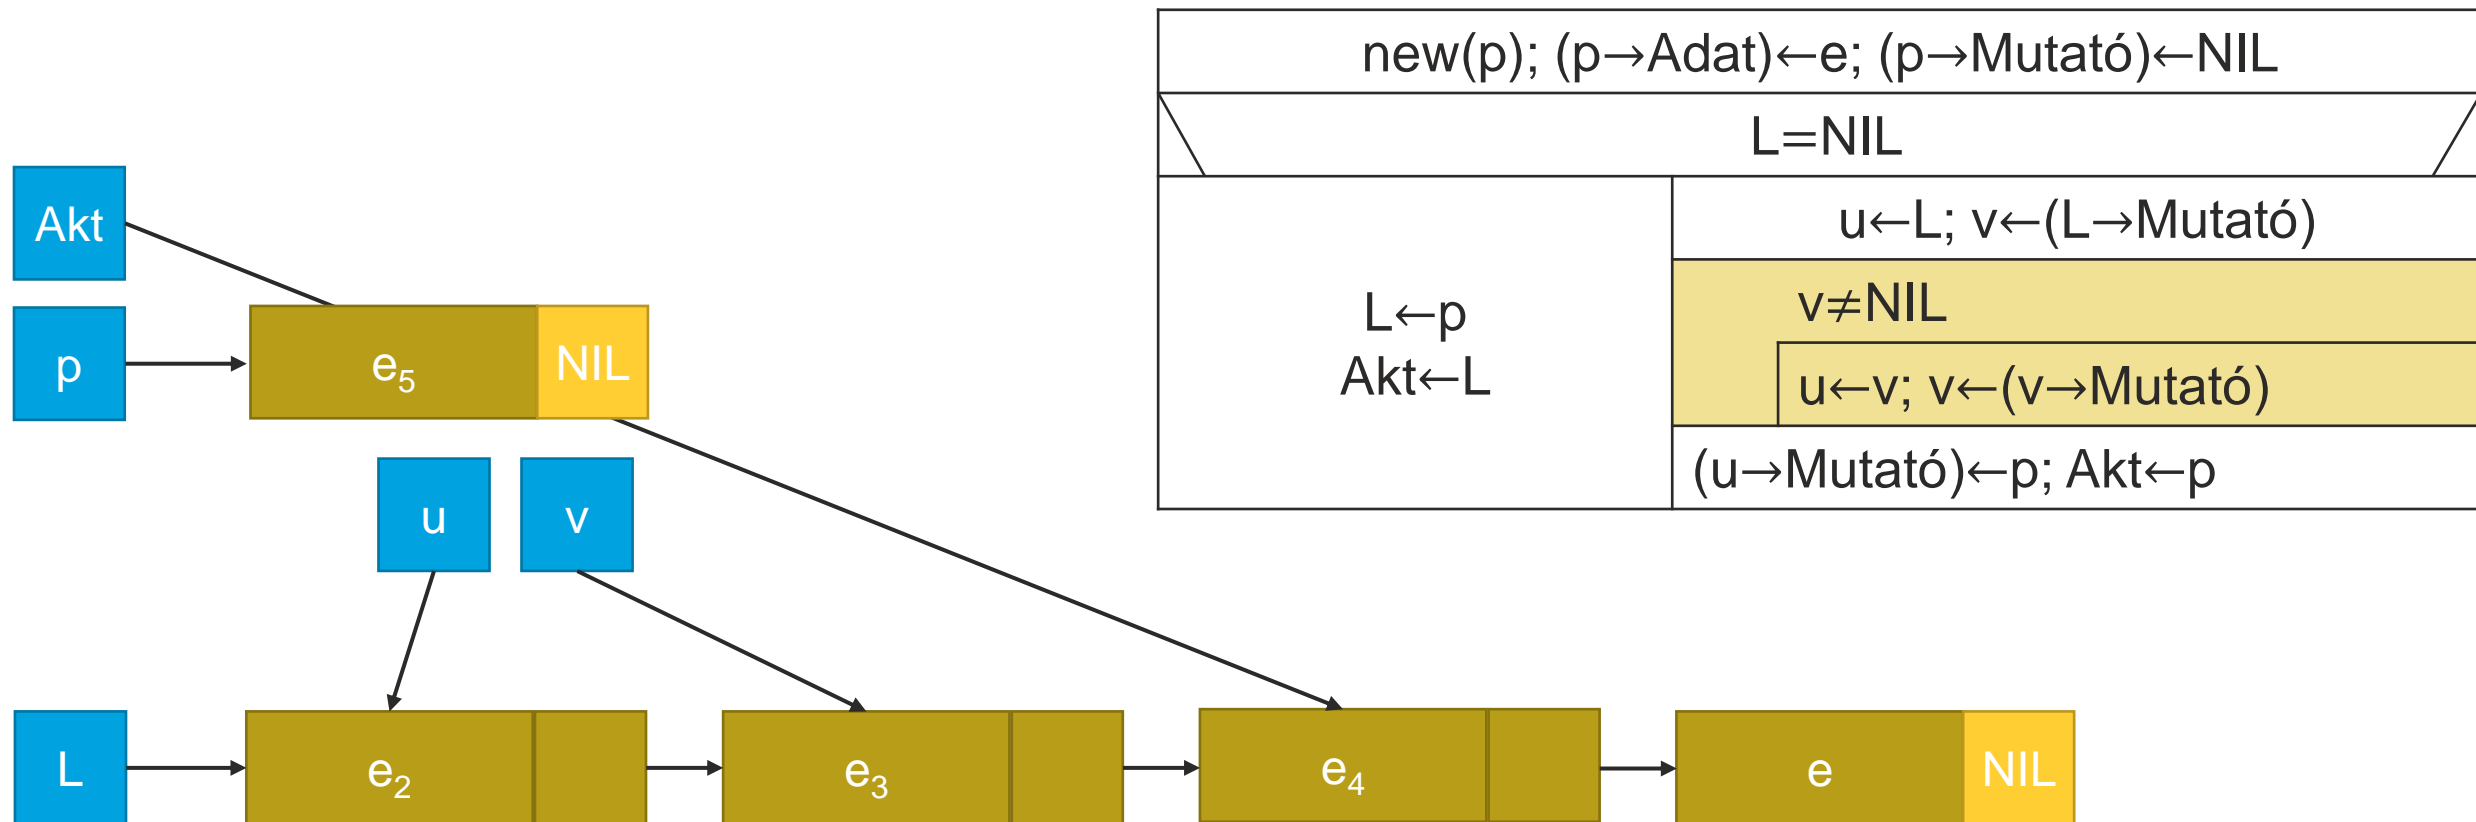 new(p); (p→Adat)←e; (p→Mutató)←NIL
L=NIL
L←p
Akt←L
u←L; v←(L→Mutató)
v≠NIL
u←v; v←(v→Mutató)
(u→Mutató)←p; Akt←p
Akt
p
e₅
NIL
u
v
L
e₂
e₃
e₄
e
NIL